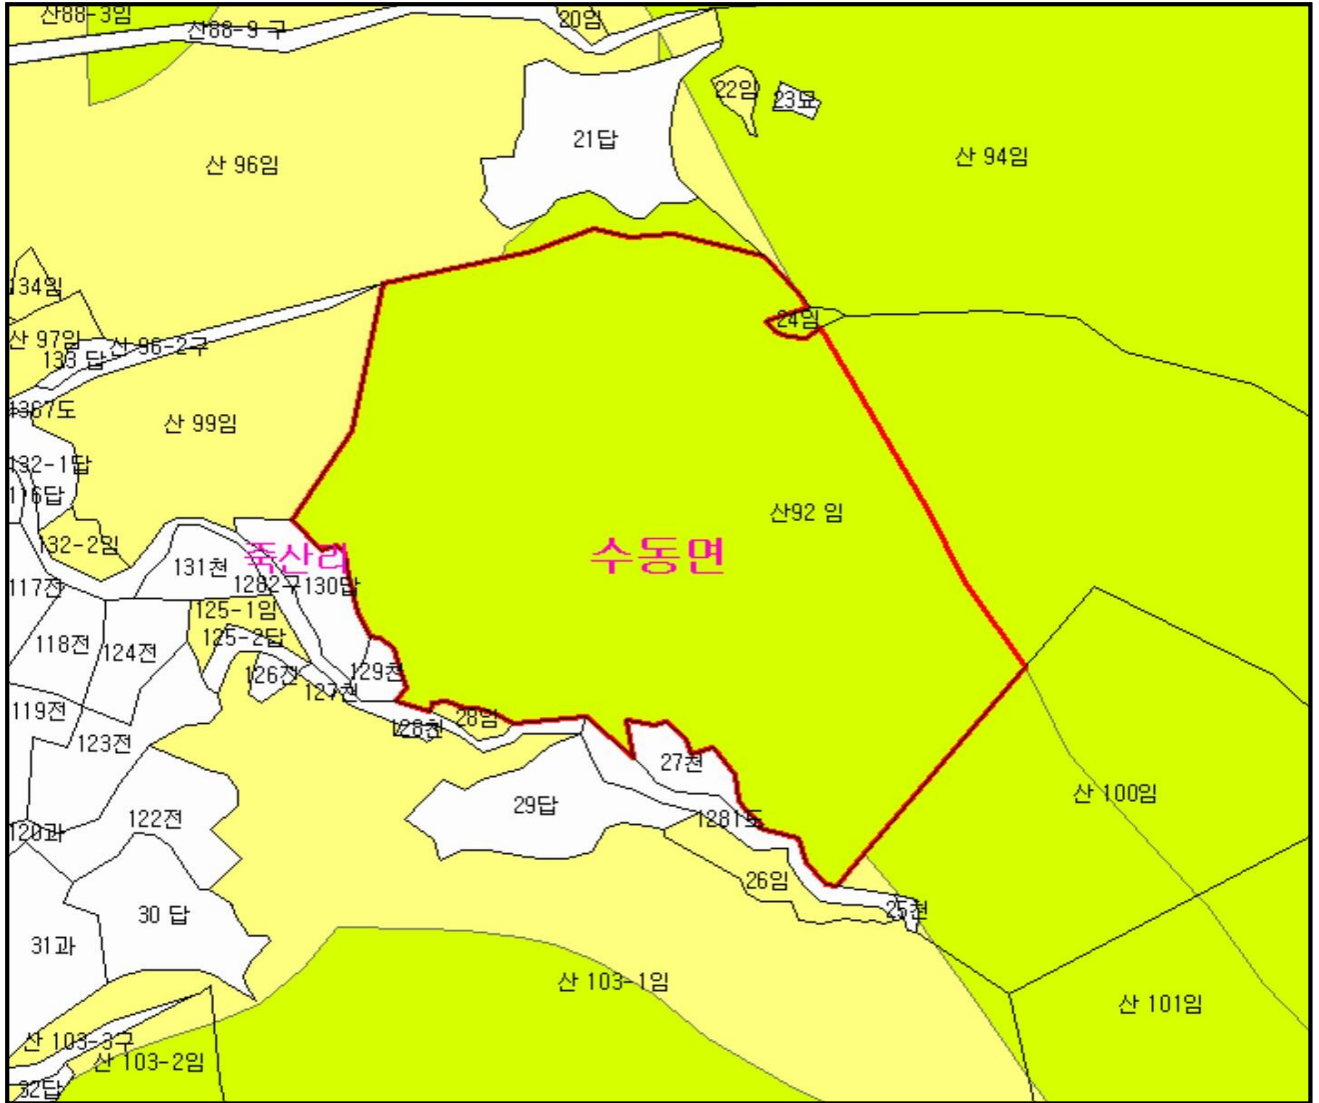 산88-3임
산88-9 구
20임
22임
23묘
21답
산 94임
산 96임
134임
24임
산 97임
산 96-2구
133 답
1387도
산 99임
132-1답
116답
산92 임
132-2임
죽산리
수동면
131천
117전
1282구
130답
125-1임
118전
124전
125-2답
126전
129천
127천
119전
28임
128천
123전
27천
산 100임
29답
122전
1281도
120과
26임
30 답
25천
31과
산 103-1임
산 101임
산 103-3구
산 103-2임
32답